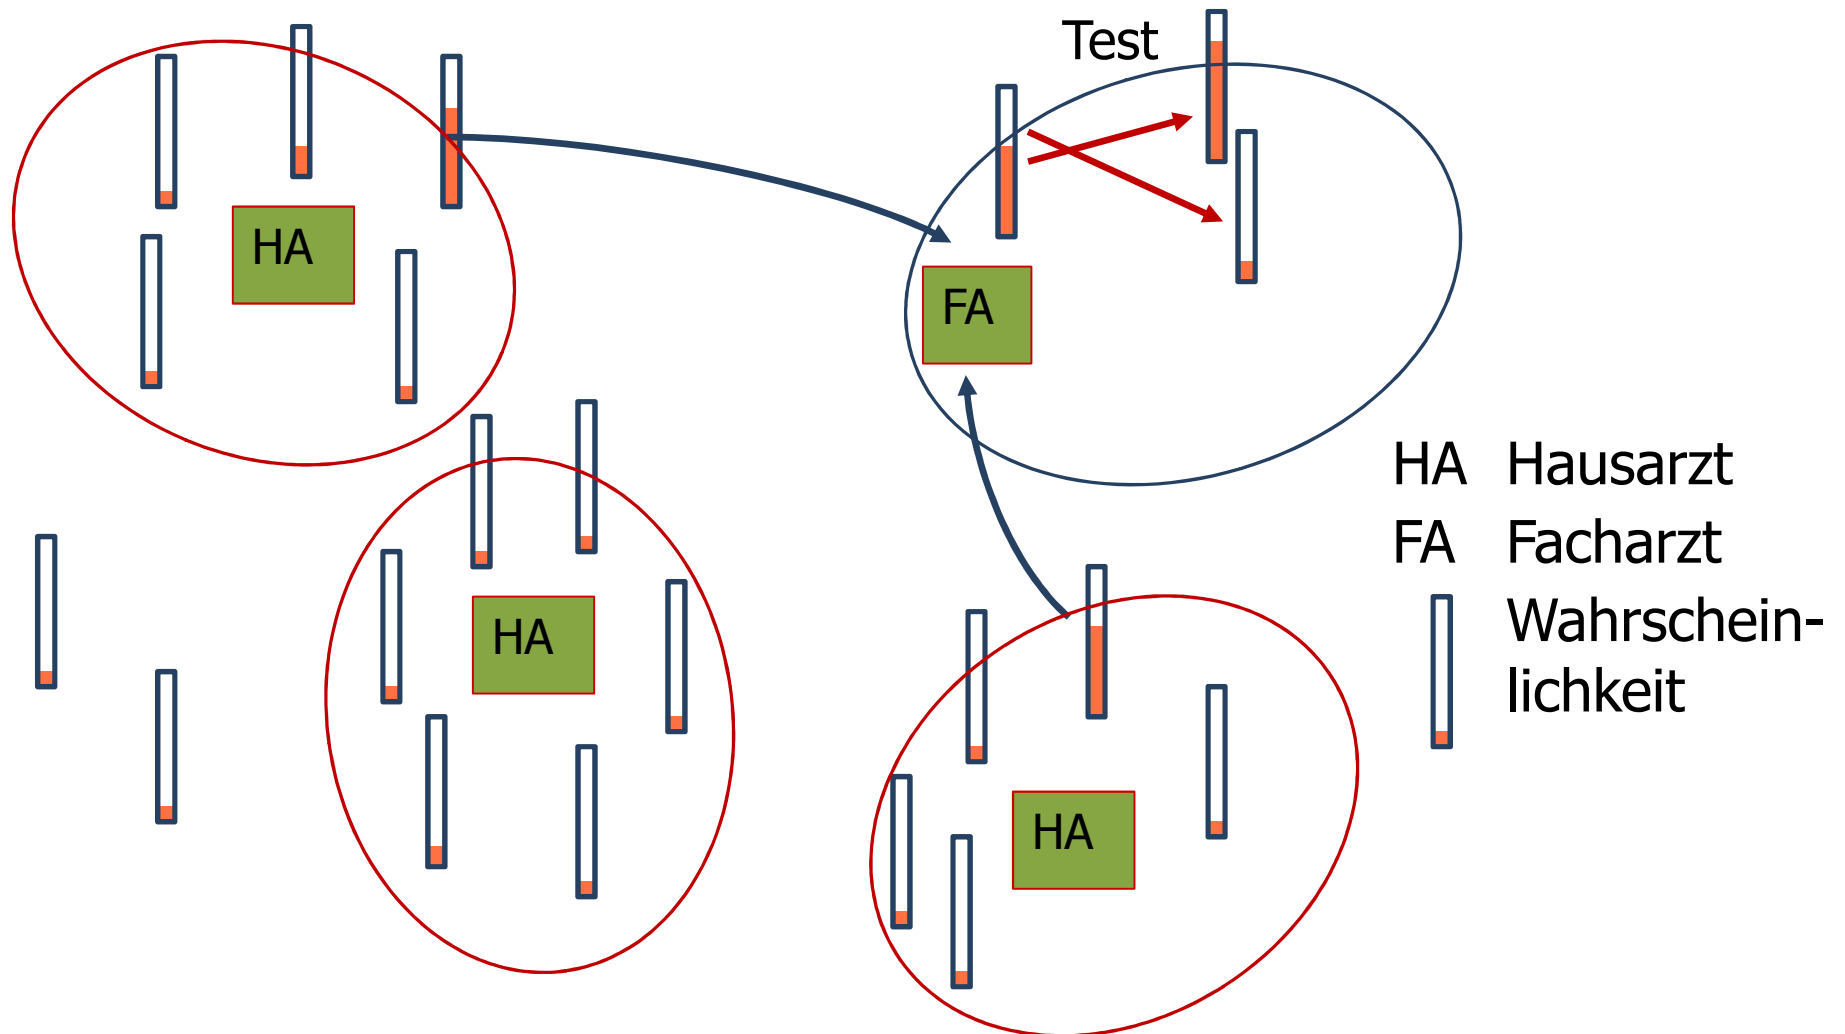 Test
HA
FA
HA
HA
HA Hausarzt
FA Facharzt
Wahrschein-
lichkeit